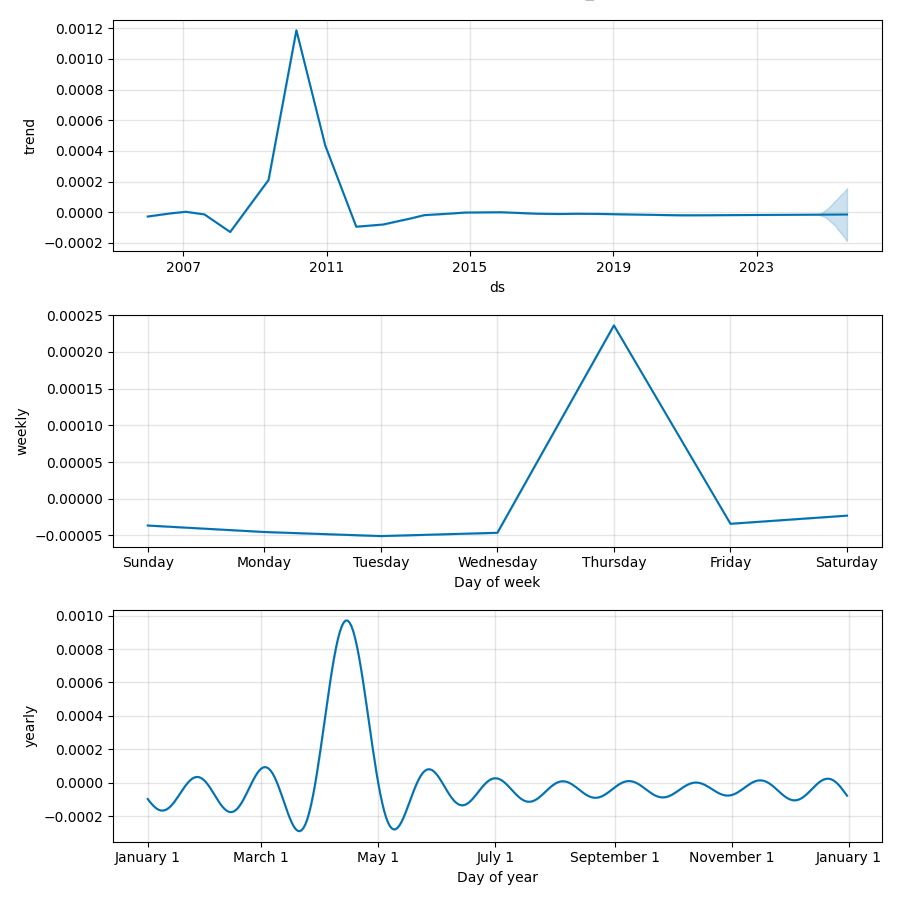 0.0012
0.0010
0.0008
0.0006
0.0004
0.0002
0.0000
−0.0002
trend
2007 2011 2015 2019 2023
ds
0.00025
0.00020
0.00015
0.00010
0.00005
0.00000
−0.00005
weekly
Sunday Monday Tuesday Wednesday Thursday Friday Saturday
Day of week
0.0010
0.0008
0.0006
0.0004
0.0002
0.0000
−0.0002
yearly
January 1 March 1 May 1 July 1 September 1 November 1 January 1
Day of year